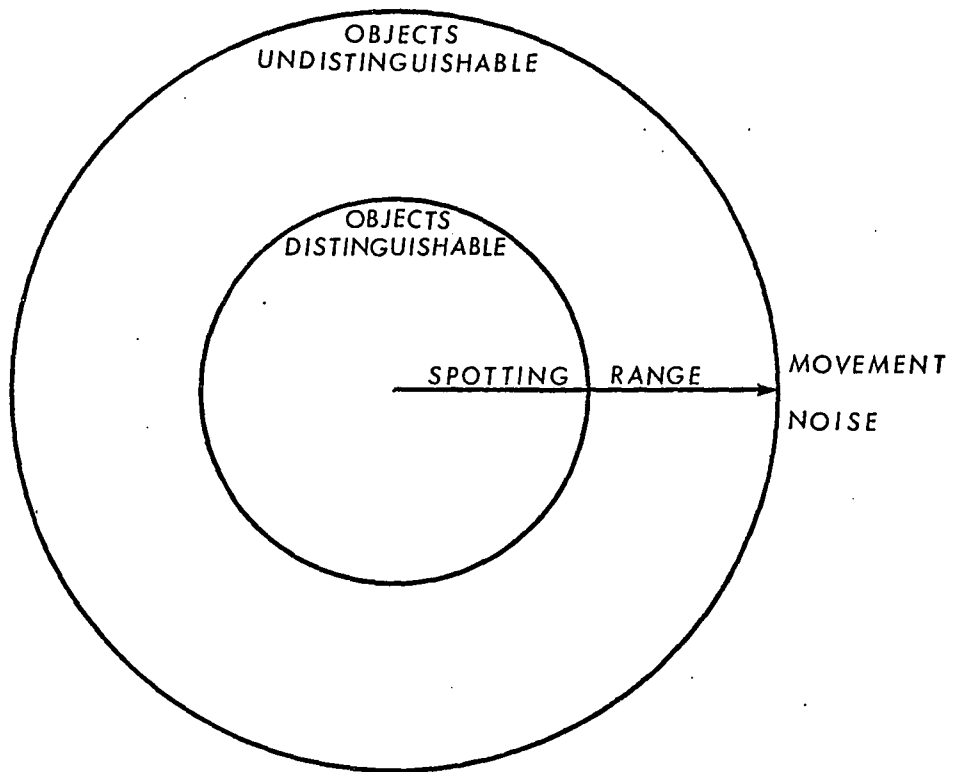 OBJECTS
UNDISTINGUISHABLE
OBJECTS
DISTINGUISHABLE
SPOTTING RANGE
MOVEMENT
NOISE